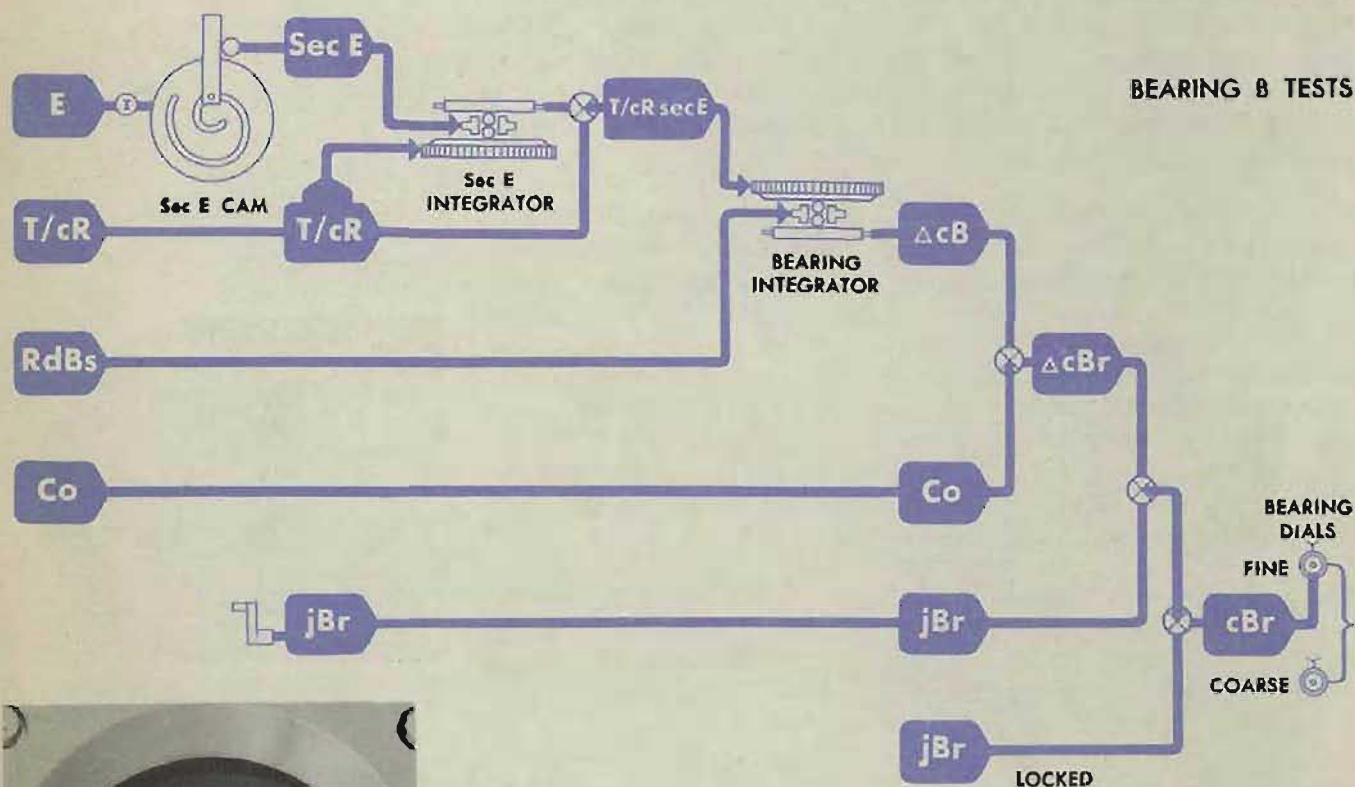 BEARING B TESTS
E
Sec E
T/cR sec E
Sec E CAM
Sec E
INTEGRATOR
T/cR
T/cR
BEARING
INTEGRATOR
ΔcB
RdBs
ΔcBr
Co
Co
BEARING
DIALS
FINE
jBr
jBr
cBr
COARSE
jBr
LOCKED